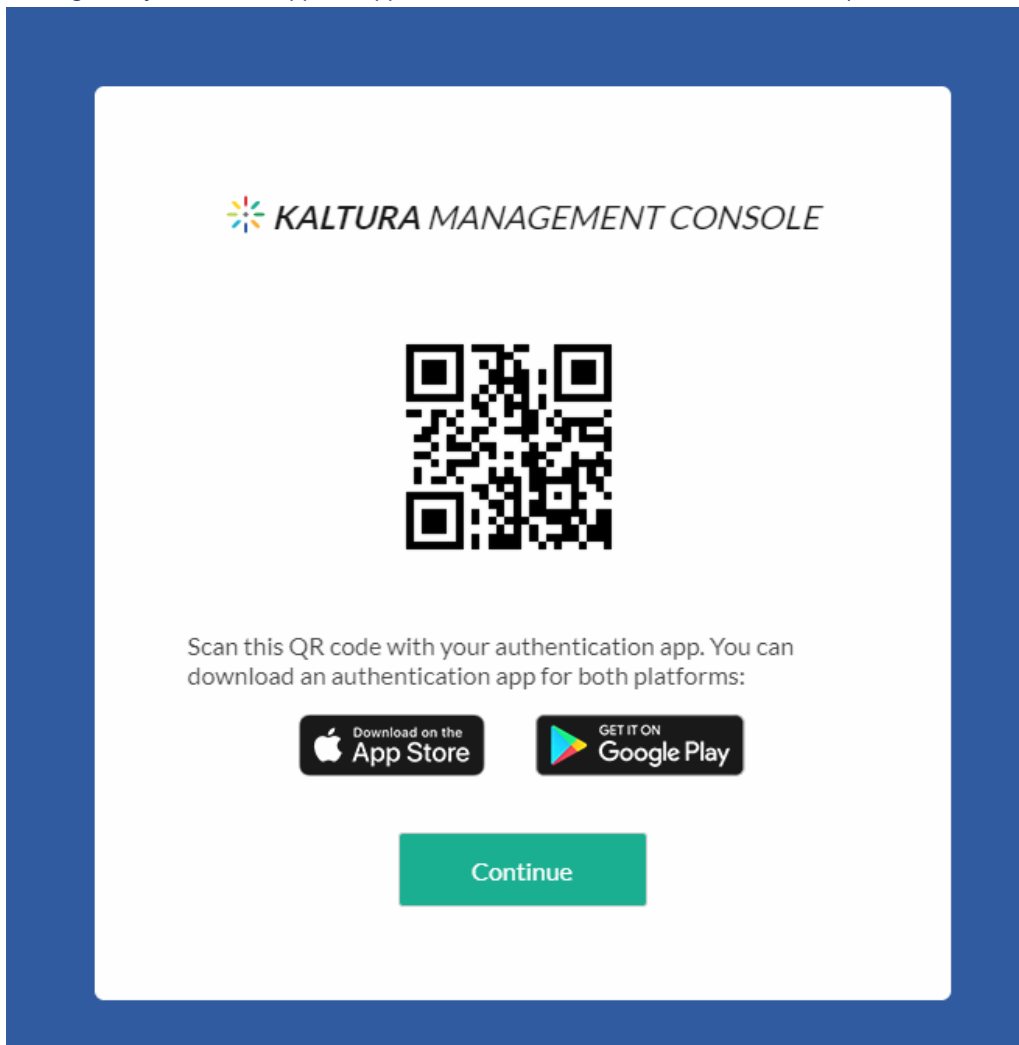 KALTURA MANAGEMENT CONSOLE
Scan this QR code with your authentication app. You can
download an authentication app for both platforms:
Download on the
App Store
GET IT ON
Google Play
Continue